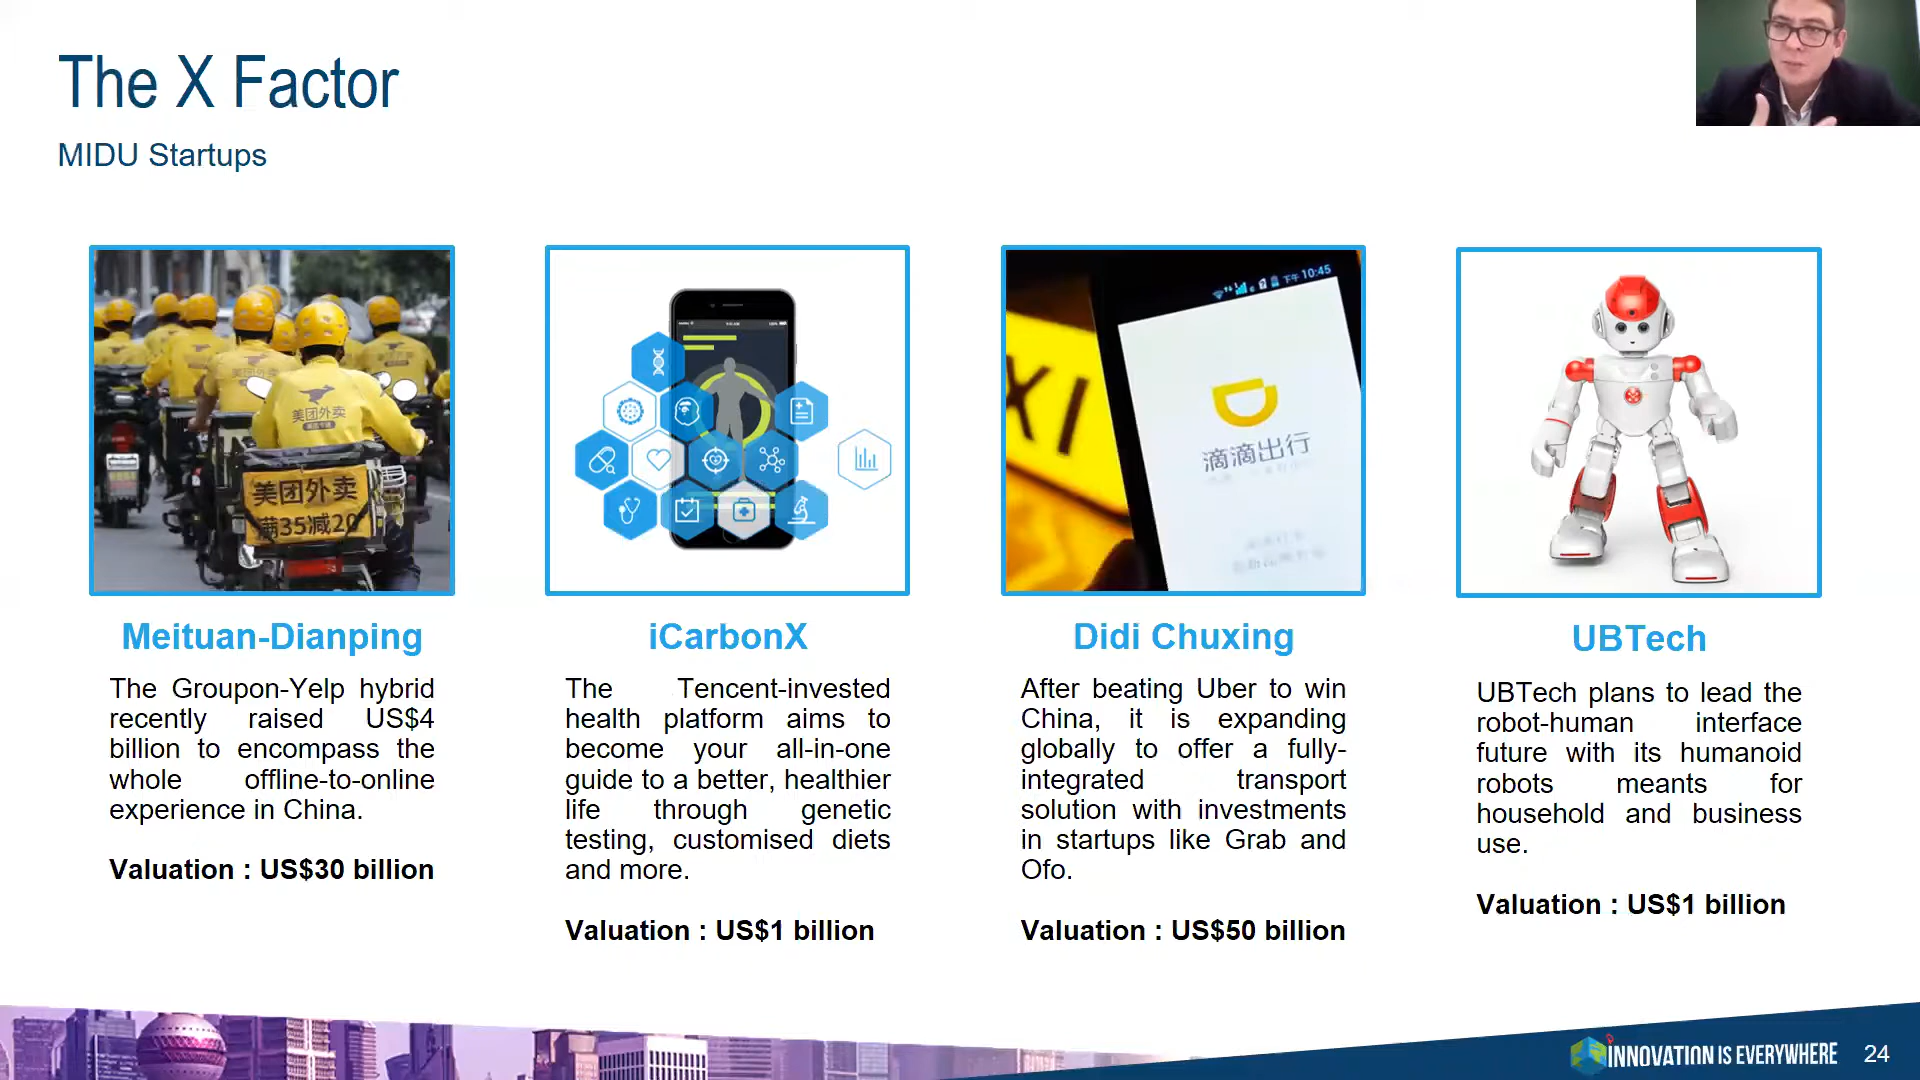 The X Factor
MIDU Startups
美团外卖
美团外卖
美团外卖
满35减20
XI
下午 10:45
滴滴出行
Meituan-Dianping
The Groupon-Yelp hybrid
recently raised US$4
billion to encompass the
whole offline-to-online
experience in China.
Valuation : US$30 billion
iCarbonX
The Tencent-invested
health platform aims to
become your all-in-one
guide to a better, healthier
life through genetic
testing, customised diets
and more.
Valuation : US$1 billion
Didi Chuxing
After beating Uber to win
China, it is expanding
globally to offer a fully-
integrated transport
solution with investments
in startups like Grab and
Ofo.
Valuation : US$50 billion
UBTech
UBTech plans to lead the
robot-human interface
future with its humanoid
robots meants for
household and business
use.
Valuation : US$1 billion
INNOVATION IS EVERYWHERE
24